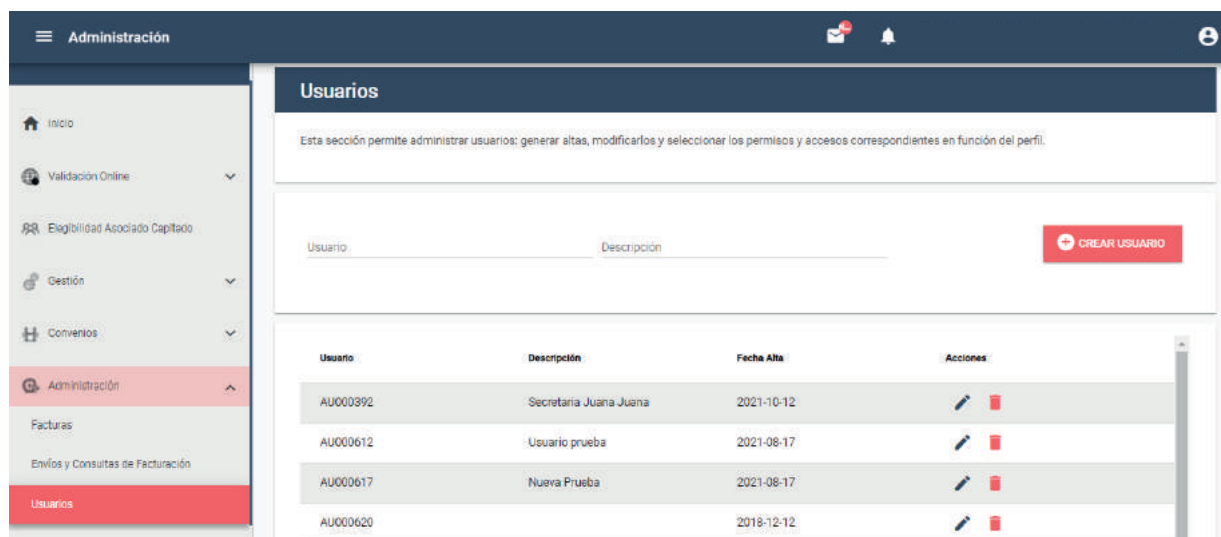 Administración
Usuarios
Esta sección permite administrar usuarios: generar altas, modificarlos y seleccionar los permisos y accesos correspondientes en función del perfil.
Inicio
Validación Online
Elegibilidad Asociado Capitado
Gestión
Convenios
Administración
Facturas
Envíos y Consultas de Facturación
Usuarios
Usuario Descripción CREAR USUARIO
Usuario Descripción Fecha Alta Acciones
AU000392 Secretaria Juana Juana 2021-10-12
AU000612 Usuario prueba 2021-08-17
AU000617 Nueva Prueba 2021-08-17
AU000620 2018-12-12